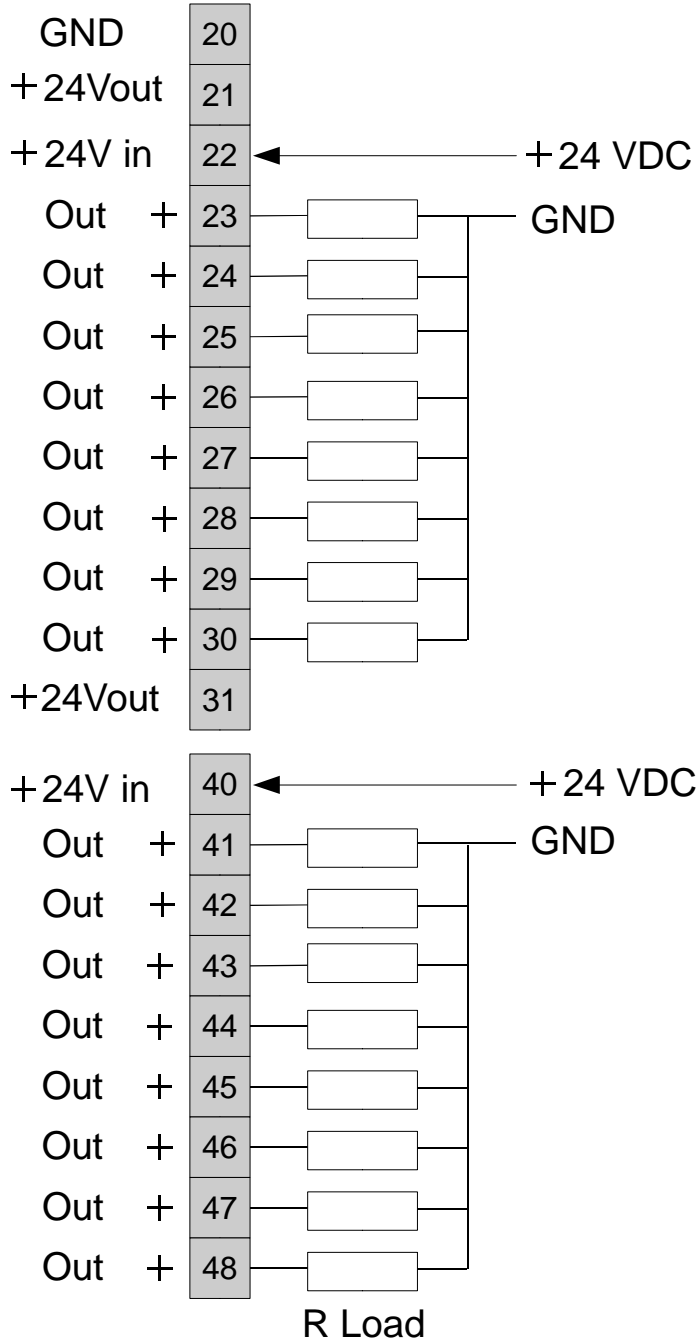 GND 20
+24Vout 21
+24V in 22 +24 VDC
Out + 23 GND
Out + 24
Out + 25
Out + 26
Out + 27
Out + 28
Out + 29
Out + 30
+24Vout 31
+24V in 40 +24 VDC
Out + 41 GND
Out + 42
Out + 43
Out + 44
Out + 45
Out + 46
Out + 47
Out + 48
R Load